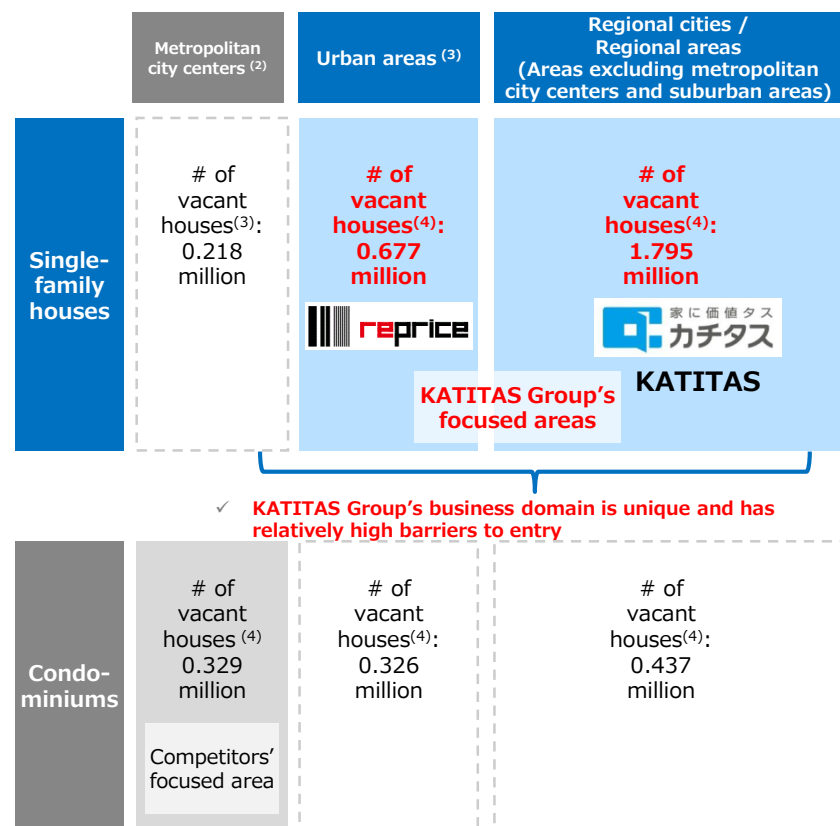 Metropolitan
city centers (2)
Urban areas (3)
Regional cities /
Regional areas
(Areas excluding metropolitan
city centers and suburban areas)
Single-
family
houses
# of
vacant
houses(3):
0.218
million
# of
vacant
houses(4):
0.677
million
reprice
# of
vacant
houses(4):
1.795
million
家に価値タス
カチタス
KATITAS
KATITAS Group's
focused areas
✓ KATITAS Group's business domain is unique and has
relatively high barriers to entry
Condo-
miniums
# of
vacant
houses (4)
0.329
million
Competitors'
focused area
# of
vacant
houses(4):
0.326
million
# of
vacant
houses(4):
0.437
million